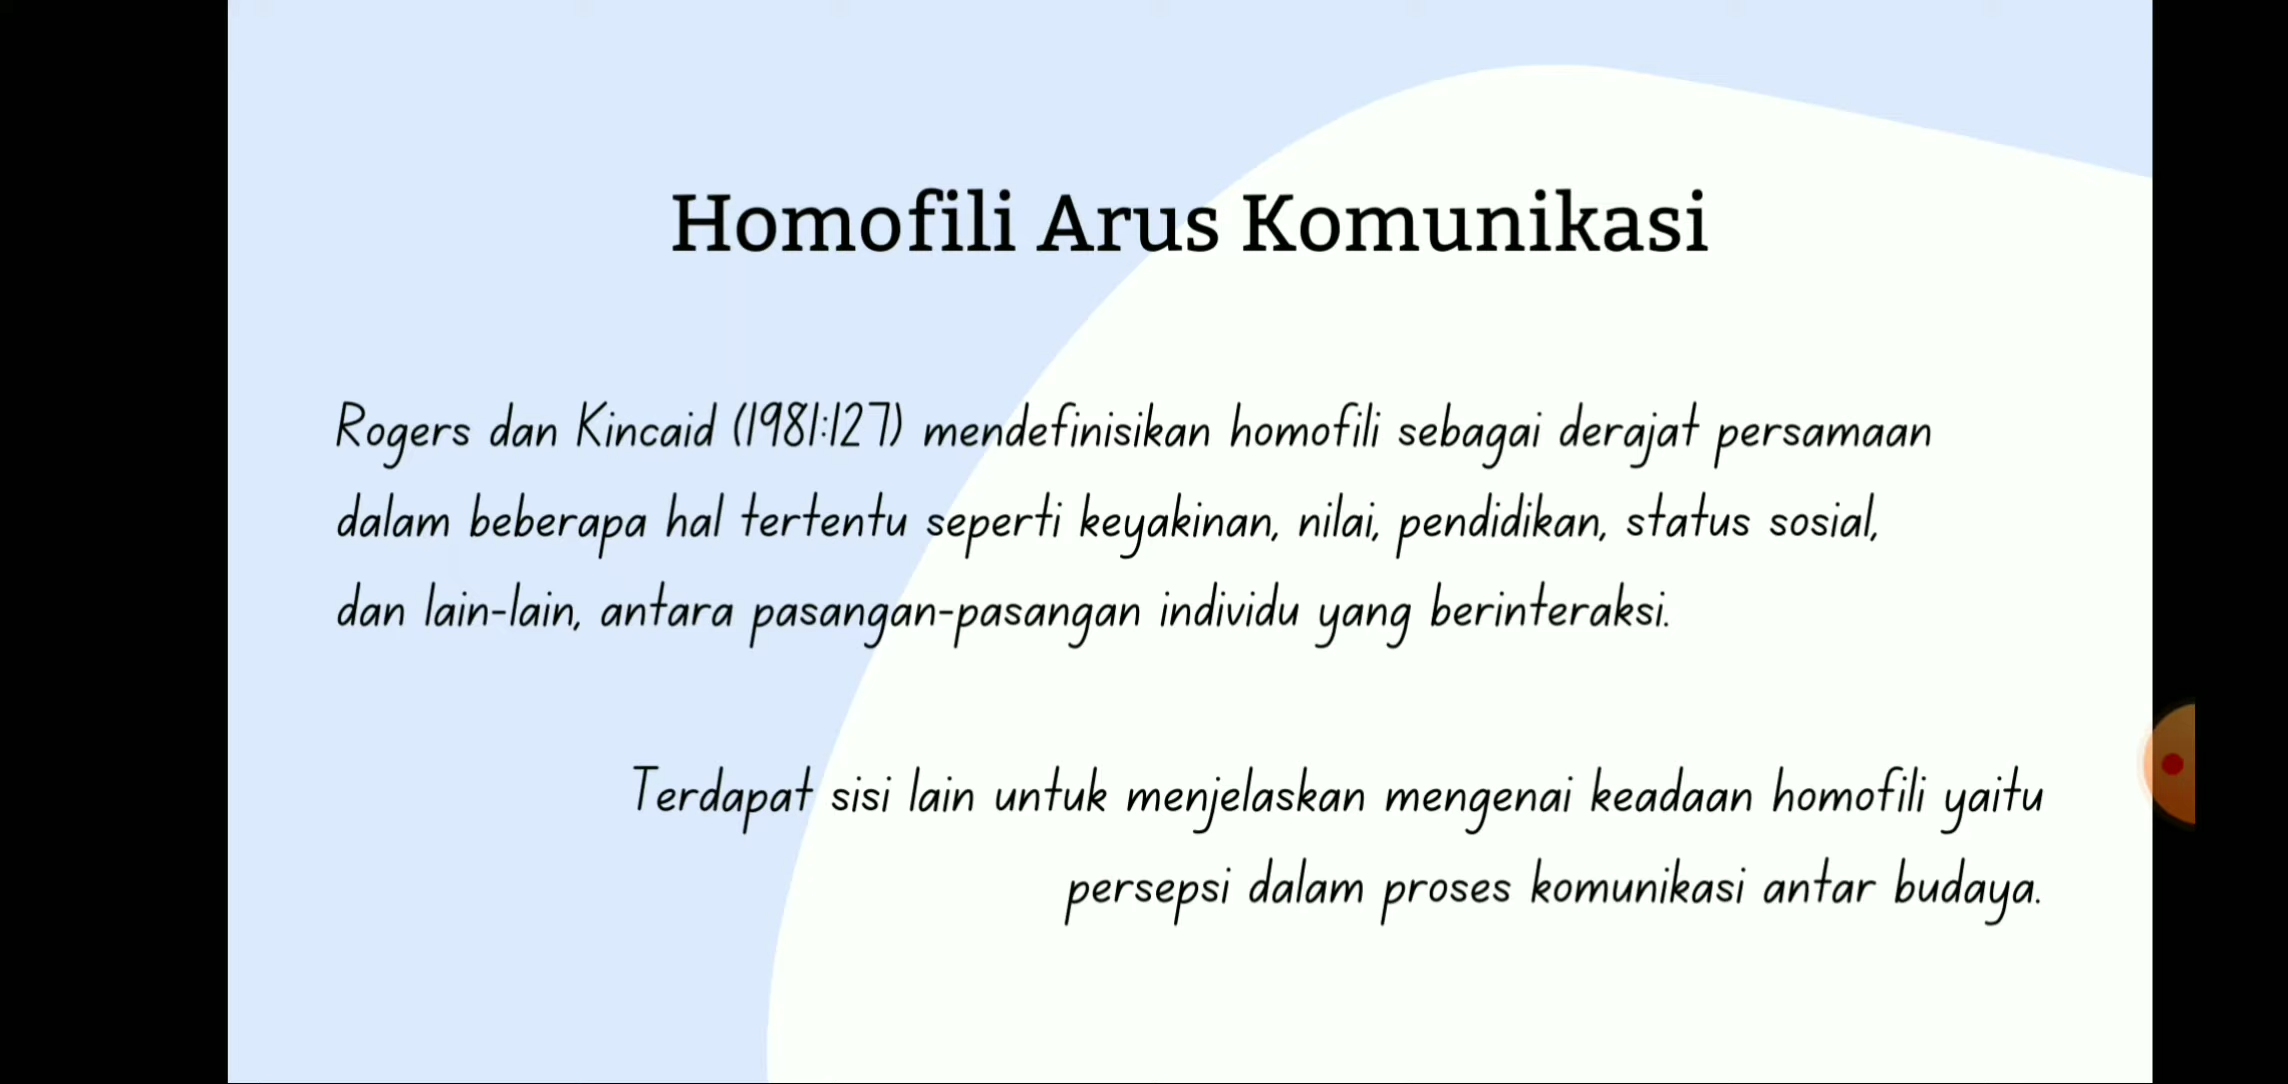 Homofili Arus Komunikasi
Rogers dan Kincaid (1981:127) mendefinisikan homofili sebagai derajat persamaan
dalam beberapa hal tertentu seperti keyakinan, nilai, pendidikan, status sosial,
dan lain-lain, antara pasangan-pasangan individu yang berinteraksi.
Terdapat sisi lain untuk menjelaskan mengenai keadaan homofili yaitu
persepsi dalam proses komunikasi antar budaya.